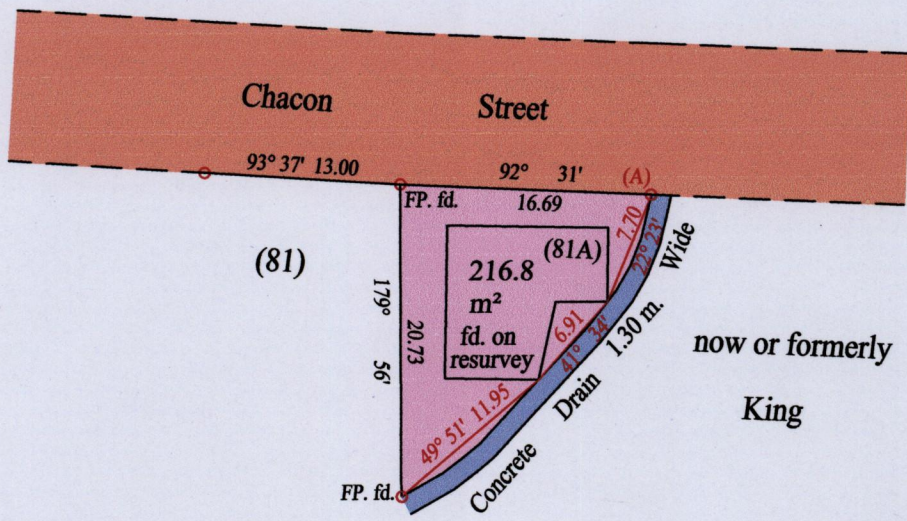 Chacon Street
93° 37' 13.00
92° 31'
(A)
FP. fd.
16.69
7.70
22° 23'
Wide
(81)
(81A)
216.8
m²
fd. on
resurvey
179° 56'
20.73
6.91
41° 34'
1.30 m.
now or formerly
King
49° 51' 11.95
Drain
Concrete
FP. fd.